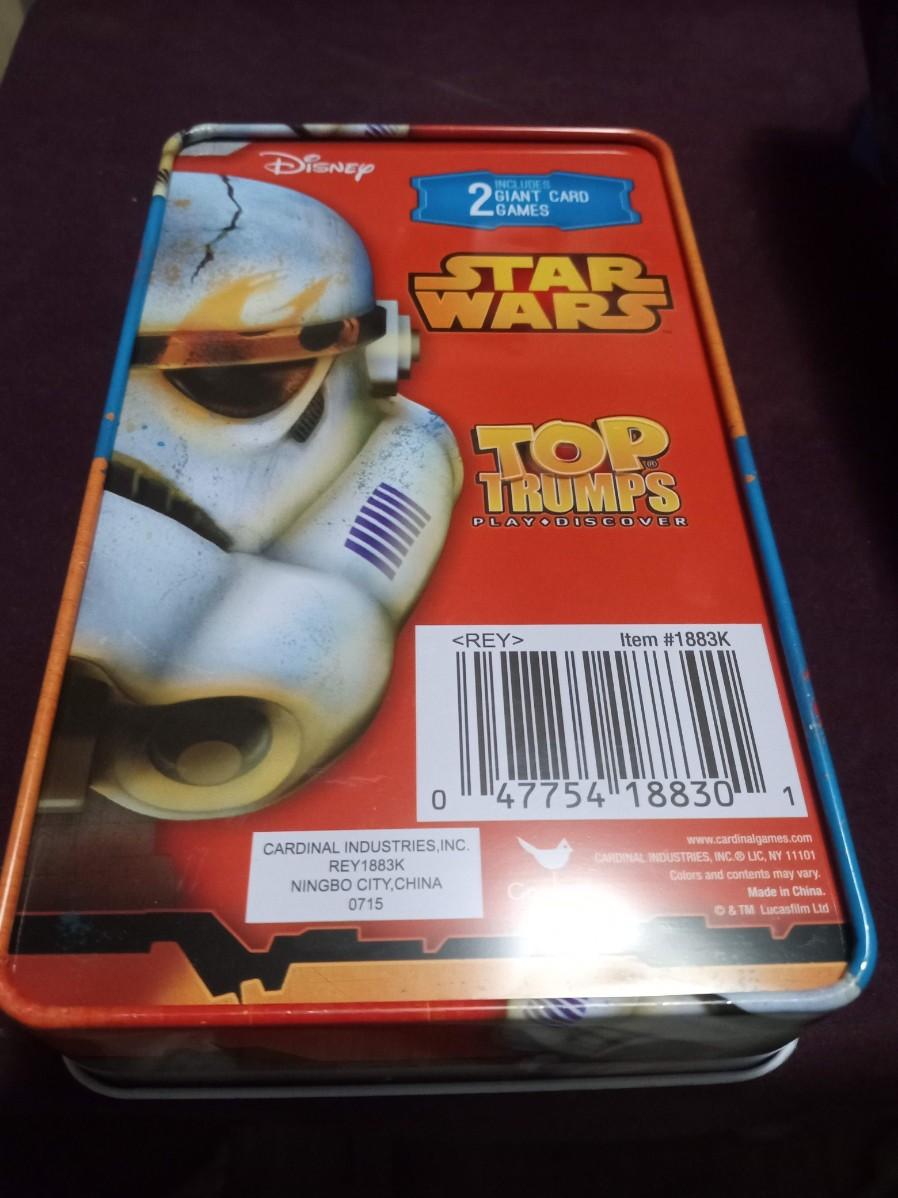 Disney
INCLUDES
2 GIANT CARD
GAMES
STAR
WARS
TM
TOP
TRUMPS
®
PLAY◆DISCOVER
<REY> Item #1883K
0 47754 18830 1
CARDINAL INDUSTRIES,INC.
REY1883K
NINGBO CITY,CHINA
0715
www.cardinalgames.com
CARDINAL INDUSTRIES, INC.® LIC, NY 11101
Colors and contents may vary.
Made in China.
© & TM Lucasfilm Ltd